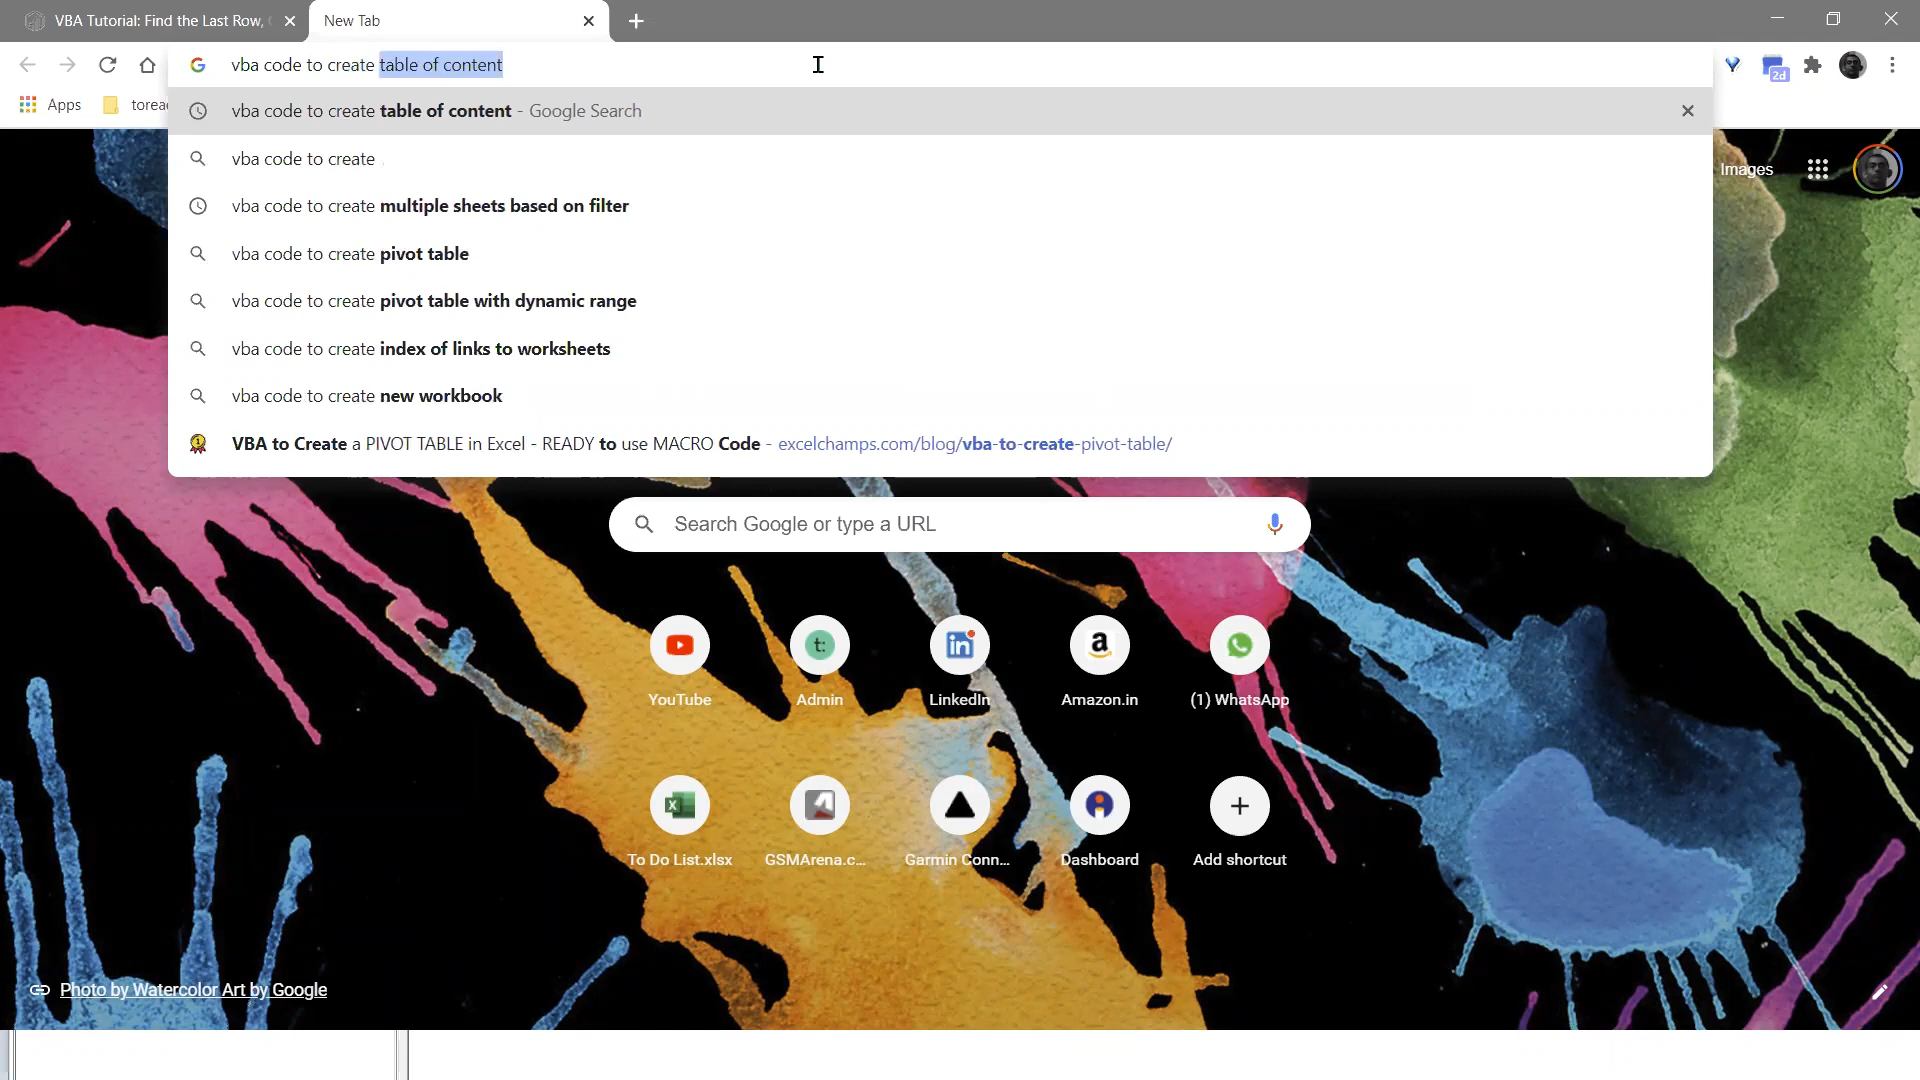 VBA Tutorial: Find the Last Row,
New Tab
vba code to create table of content
2d
Apps
vba code to create table of content - Google Search
vba code to create
Images
vba code to create multiple sheets based on filter
vba code to create pivot table
vba code to create pivot table with dynamic range
vba code to create index of links to worksheets
vba code to create new workbook
VBA to Create a PIVOT TABLE in Excel - READY to use MACRO Code - excelchamps.com/blog/vba-to-create-pivot-table/
Search Google or type a URL
t:
in
a
YouTube
Admin
LinkedIn
Amazon.in
(1) WhatsApp
X
To Do List.xlsx
GSMArena.c...
Garmin Conn...
Dashboard
Add shortcut
Photo by Watercolor Art by Google